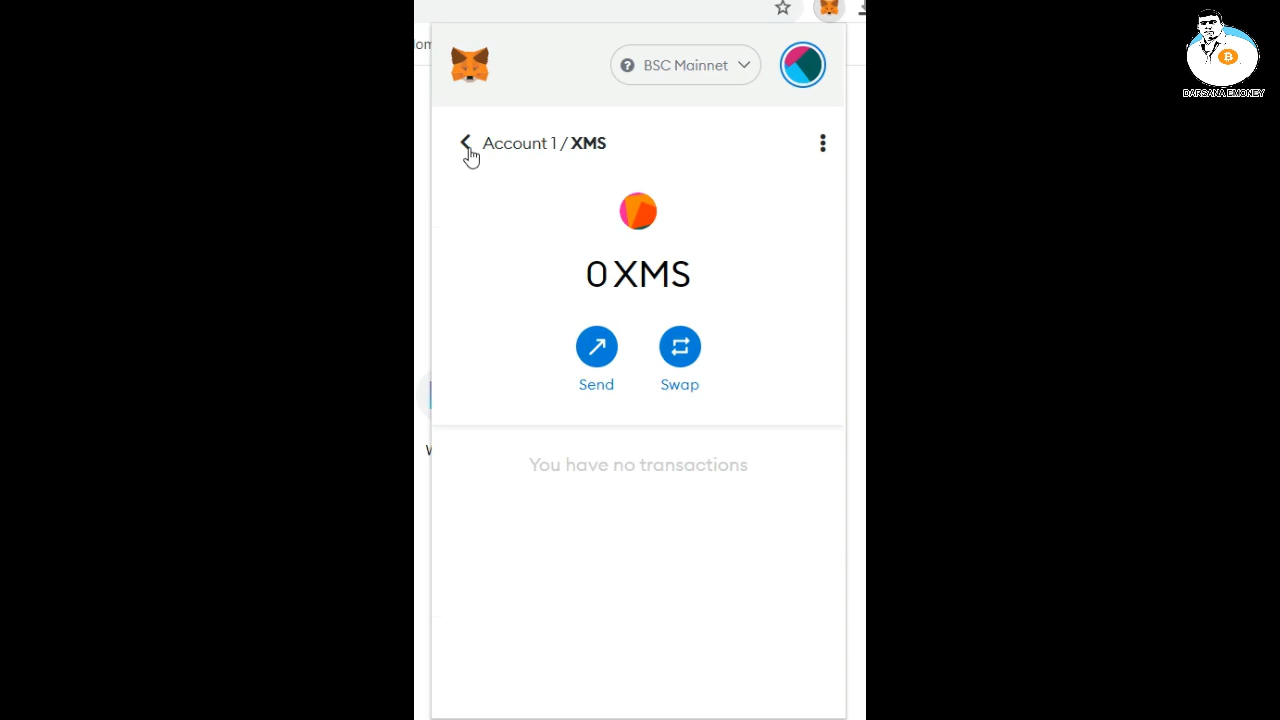 BSC Mainnet
Account 1 / XMS
0 XMS
Send
Swap
You have no transactions
DARSANA EMONEY